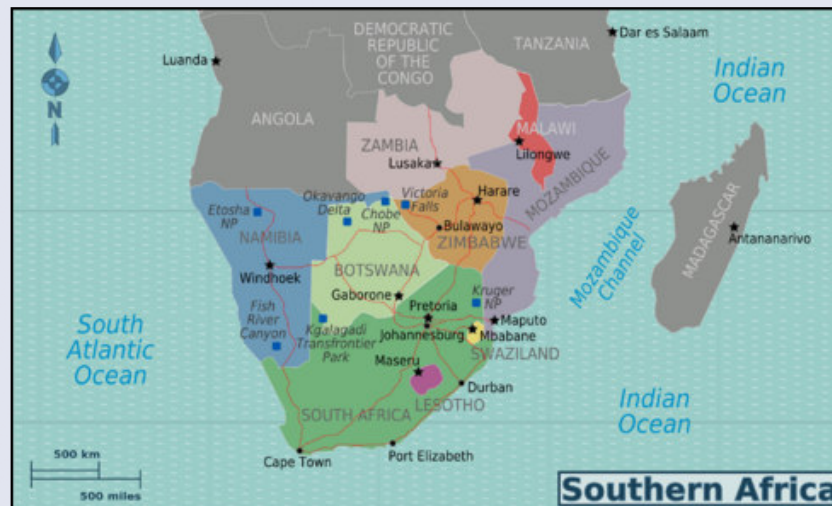 DEMOCRATIC
REPUBLIC
OF THE
CONGO
TANZANIA
Dar es Salaam
Luanda
Indian
Ocean
N
ANGOLA
MALAWI
ZAMBIA
Lusaka
Lilongwe
MOZAMBIQUE
Etosha
NP
Okavango
Delta
Chobe
NP
Victoria
Falls
Harare
MADAGASCAR
NAMIBIA
Bulawayo
ZIMBABWE
Antananarivo
Windhoek
BOTSWANA
Mozambique
Channel
Gaborone
Kruger
NP
Pretoria
Fish
River
Canyon
Kgalagadi
Transfrontier
Park
Johannesburg
Maputo
Mbabane
SWAZILAND
South
Atlantic
Ocean
Maseru
Durban
LESOTHO
SOUTH AFRICA
Indian
Ocean
Cape Town
Port Elizabeth
500 km
500 miles
Southern Africa